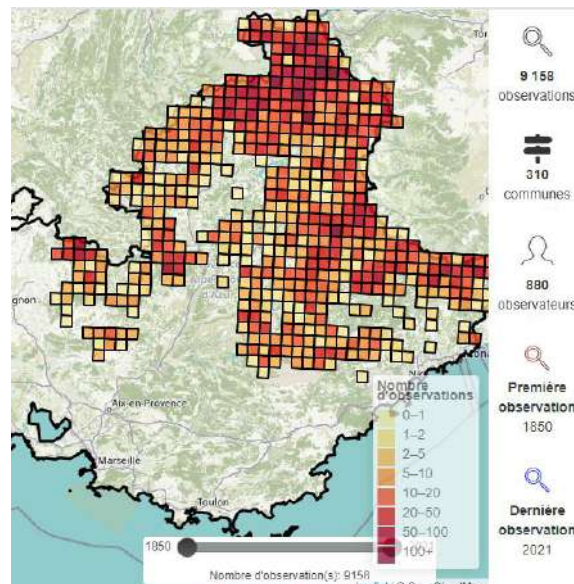 9 158
observations
310
communes
880
observateurs
Première
observation
1850
Dernière
observation
2021
Aix-en-Provence
Marseille
Toulon
Nombre
d'observations
0–1
1–2
2–5
5–10
10–20
20–50
50–100
100+
1850
Nombre d'observation(s): 9158